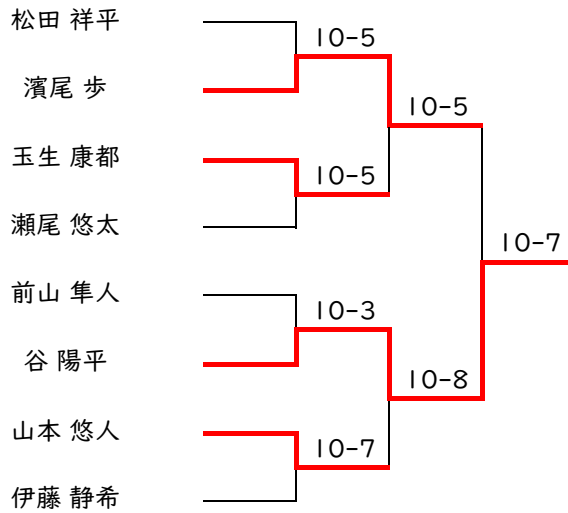 松田 祥平
10-5
濱尾 歩
10-5
玉生 康都
10-5
瀬尾 悠太
10-7
前山 隼人
10-3
谷 陽平
10-8
山本 悠人
10-7
伊藤 静希